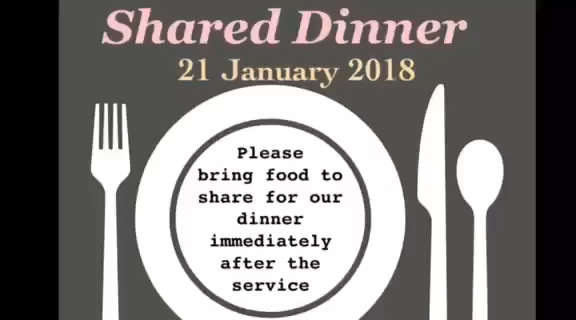 Shared Dinner
21 January 2018
Please
bring food to
share for our
dinner
immediately
after the
service